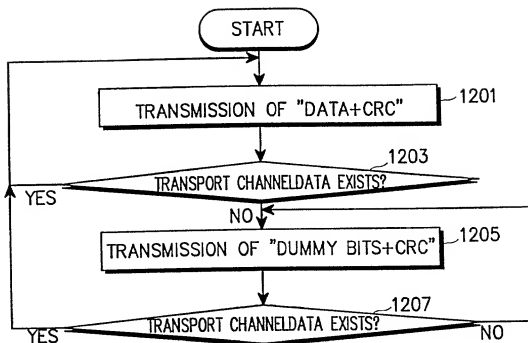 START
TRANSMISSION OF "DATA+CRC"
1201
1203
TRANSPORT CHANNELDATA EXISTS?
YES
NO
TRANSMISSION OF "DUMMY BITS+CRC"
1205
1207
TRANSPORT CHANNELDATA EXISTS?
YES
NO